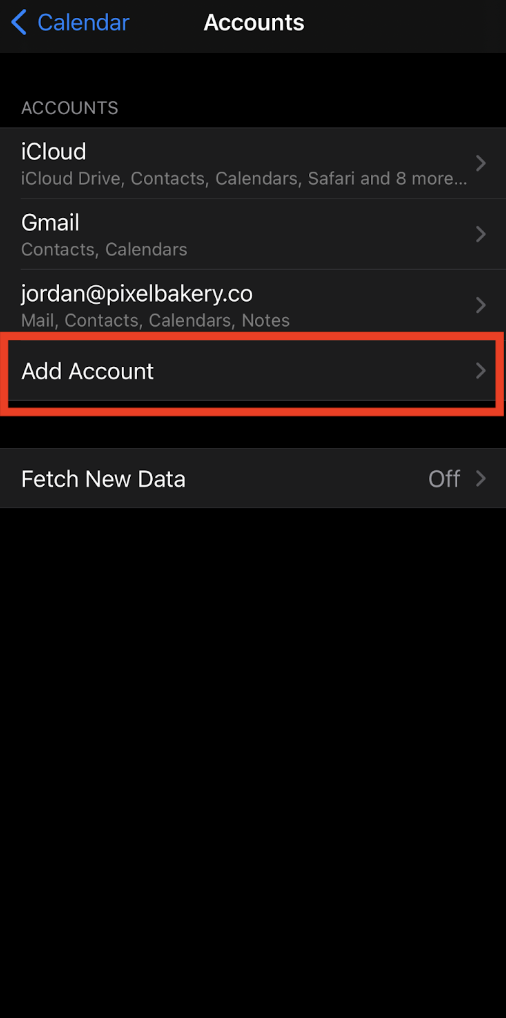 Calendar
Accounts
ACCOUNTS
iCloud
iCloud Drive, Contacts, Calendars, Safari and 8 more...
Gmail
Contacts, Calendars
jordan@pixelbakery.co
Mail, Contacts, Calendars, Notes
Add Account
Fetch New Data
Off